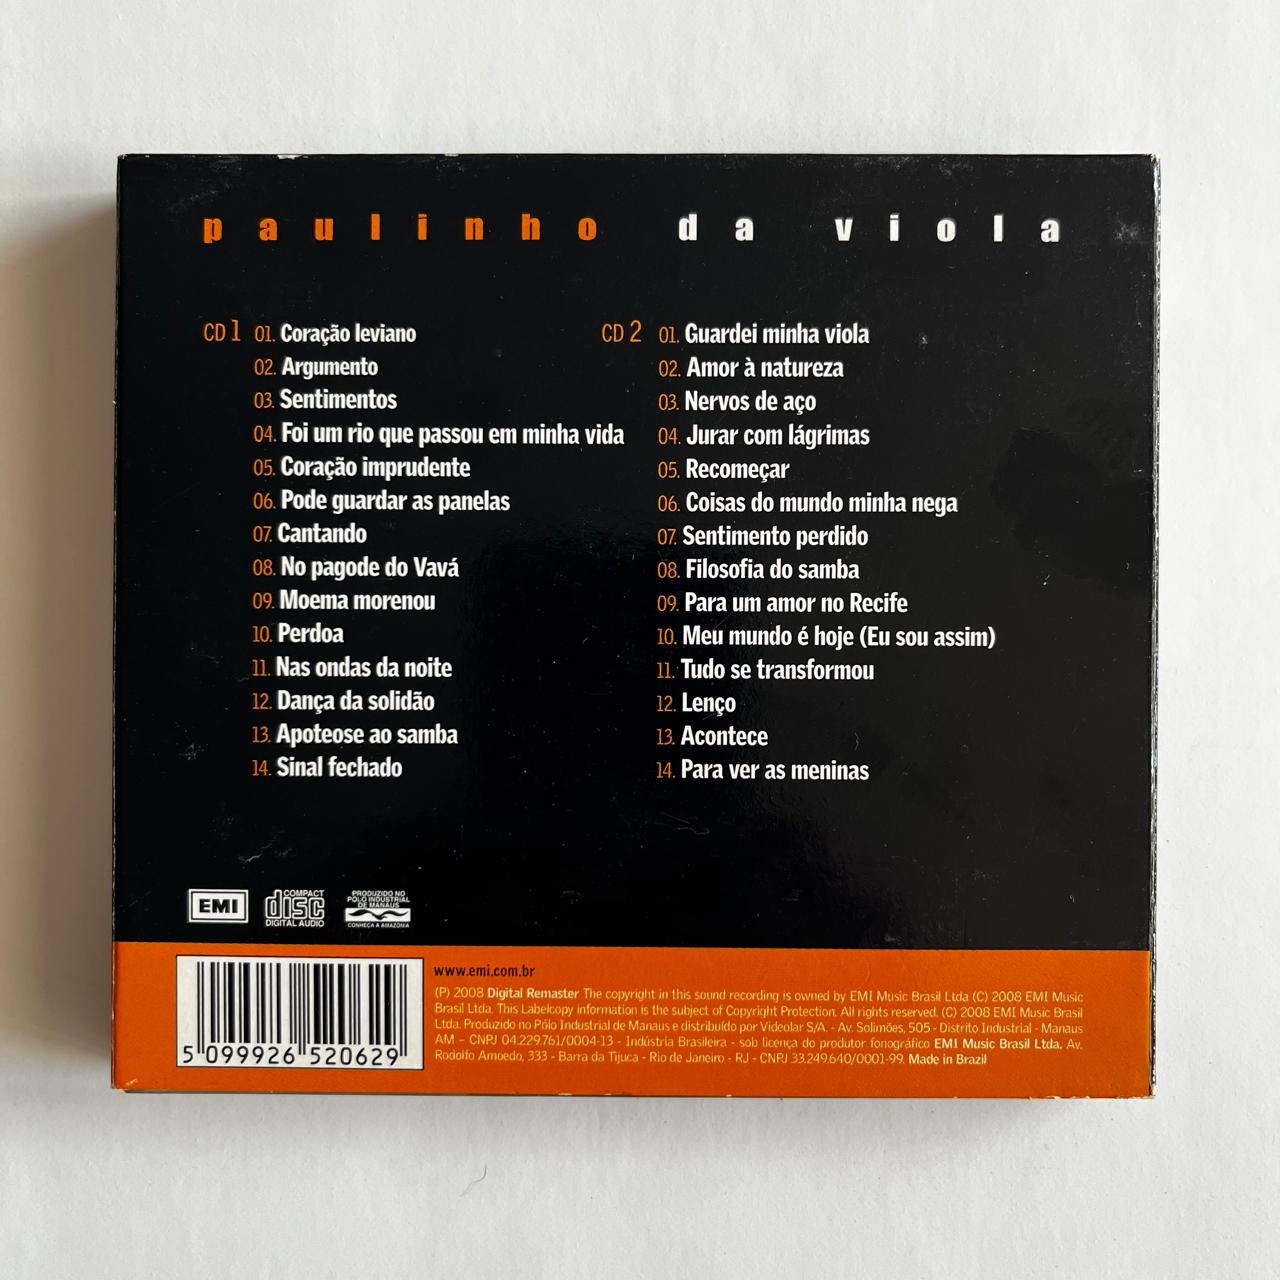 paulinho da viola
CD 1
01. Coração leviano
02. Argumento
03. Sentimentos
04. Foi um rio que passou em minha vida
05. Coração imprudente
06. Pode guardar as panelas
07. Cantando
08. No pagode do Vavá
09. Moema morenou
10. Perdoa
11. Nas ondas da noite
12. Dança da solidão
13. Apoteose ao samba
14. Sinal fechado
CD 2
01. Guardei minha viola
02. Amor à natureza
03. Nervos de aço
04. Jurar com lágrimas
05. Recomeçar
06. Coisas do mundo minha nega
07. Sentimento perdido
08. Filosofia do samba
09. Para um amor no Recife
10. Meu mundo é hoje (Eu sou assim)
11. Tudo se transformou
12. Lenço
13. Acontece
14. Para ver as meninas
EMI
COMPACT
disc
DIGITAL AUDIO
PRODUZIDO NO
PÓLO INDUSTRIAL
DE MANAUS
CONHEÇA A AMAZÔNIA
5 099926 520629
www.emi.com.br
(P) 2008 Digital Remaster The copyright in this sound recording is owned by EMI Music Brasil Ltda (C) 2008 EMI Music
Brasil Ltda. This Labelcopy information is the subject of Copyright Protection. All rights reserved. (C) 2008 EMI Music Brasil
Ltda. Produzido no Pólo Industrial de Manaus e distribuído por Videolar S/A. - Av. Solimões, 505 - Distrito Industrial - Manaus
AM – CNPJ 04.229.761/0004-13 - Indústria Brasileira - sob licença do produtor fonográfico EMI Music Brasil Ltda. Av.
Rodolfo Amoedo, 333 - Barra da Tijuca - Rio de Janeiro - RJ - CNPJ 33.249.640/0001-99. Made in Brazil